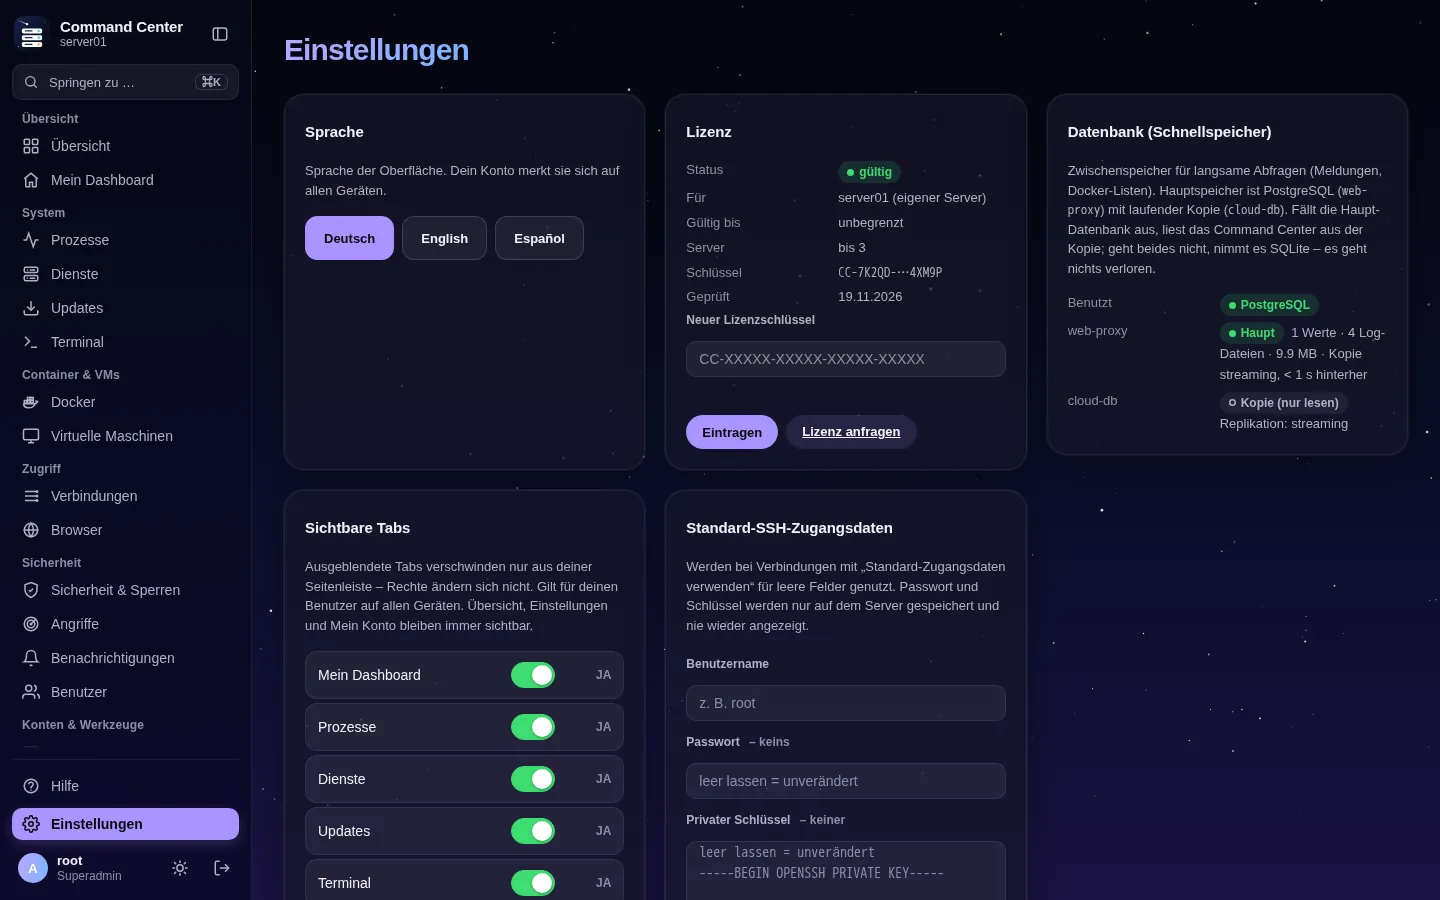 Command Center
server01
Springen zu …
⌘K
Übersicht
Übersicht
Mein Dashboard
System
Prozesse
Dienste
Updates
Terminal
Container & VMs
Docker
Virtuelle Maschinen
Zugriff
Verbindungen
Browser
Sicherheit
Sicherheit & Sperren
Angriffe
Benachrichtigungen
Benutzer
Konten & Werkzeuge
Hilfe
Einstellungen
A
root
Superadmin
Einstellungen
Sprache
Sprache der Oberfläche. Dein Konto merkt sie sich auf
allen Geräten.
Deutsch
English
Español
Lizenz
Status
gültig
Für
server01 (eigener Server)
Gültig bis
unbegrenzt
Server
bis 3
Schlüssel
CC-7K2QD-···4XM9P
Geprüft
19.11.2026
Neuer Lizenzschlüssel
CC-XXXXX-XXXXX-XXXXX-XXXXX
Eintragen
Lizenz anfragen
Datenbank (Schnellspeicher)
Zwischenspeicher für langsame Abfragen (Meldungen,
Docker-Listen). Hauptspeicher ist PostgreSQL (web-
proxy) mit laufender Kopie (cloud-db). Fällt die Haupt-
Datenbank aus, liest das Command Center aus der
Kopie; geht beides nicht, nimmt es SQLite – es geht
nichts verloren.
Benutzt
PostgreSQL
web-proxy
Haupt 1 Werte · 4 Log-
Dateien · 9.9 MB · Kopie
streaming, < 1 s hinterher
cloud-db
Kopie (nur lesen)
Replikation: streaming
Sichtbare Tabs
Ausgeblendete Tabs verschwinden nur aus deiner
Seitenleiste – Rechte ändern sich nicht. Gilt für deinen
Benutzer auf allen Geräten. Übersicht, Einstellungen
und Mein Konto bleiben immer sichtbar.
Mein Dashboard
JA
Prozesse
JA
Dienste
JA
Updates
JA
Terminal
JA
Standard-SSH-Zugangsdaten
Werden bei Verbindungen mit „Standard-Zugangsdaten
verwenden“ für leere Felder genutzt. Passwort und
Schlüssel werden nur auf dem Server gespeichert und
nie wieder angezeigt.
Benutzername
z. B. root
Passwort – keins
leer lassen = unverändert
Privater Schlüssel – keiner
leer lassen = unverändert
-----BEGIN OPENSSH PRIVATE KEY-----